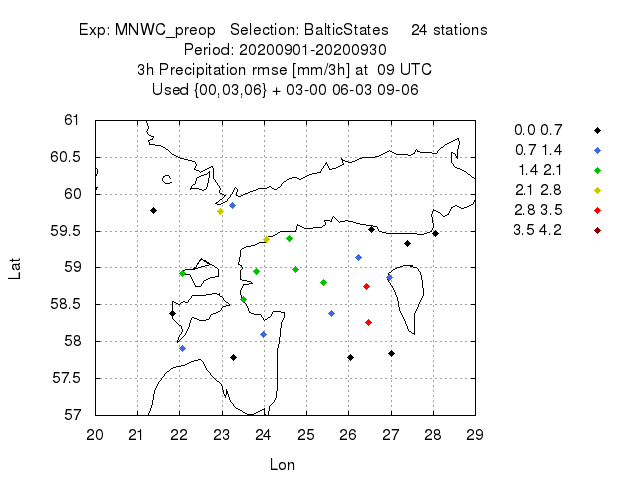 Exp: MNWC_preop   Selection: BalticStates     24 stations
Period: 20200901-20200930
3h Precipitation rmse [mm/3h] at  09 UTC
Used {00,03,06} + 03-00 06-03 09-06
61
60.5
60
59.5
59
58.5
58
57.5
57
Lat
20 21 22 23 24 25 26 27 28 29
Lon
0.0 0.7
0.7 1.4
1.4 2.1
2.1 2.8
2.8 3.5
3.5 4.2